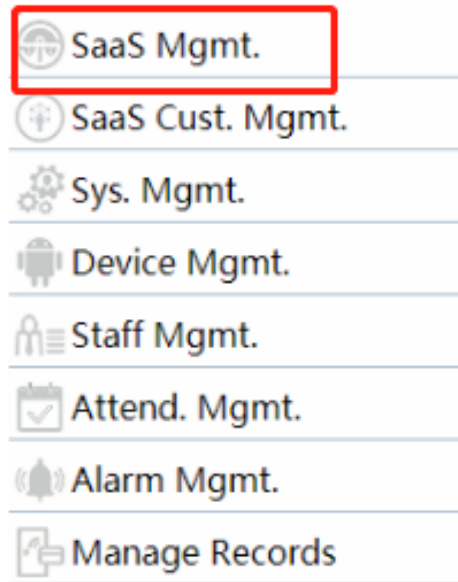 SaaS Mgmt.
SaaS Cust. Mgmt.
Sys. Mgmt.
Device Mgmt.
Staff Mgmt.
Attend. Mgmt.
Alarm Mgmt.
Manage Records